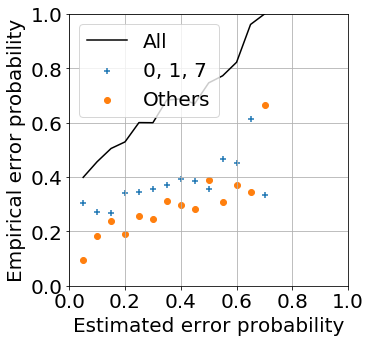 1.0
0.8
0.6
0.4
0.2
0.0
Empirical error probability
All
0, 1, 7
Others
0.0 0.2 0.4 0.6 0.8 1.0
Estimated error probability